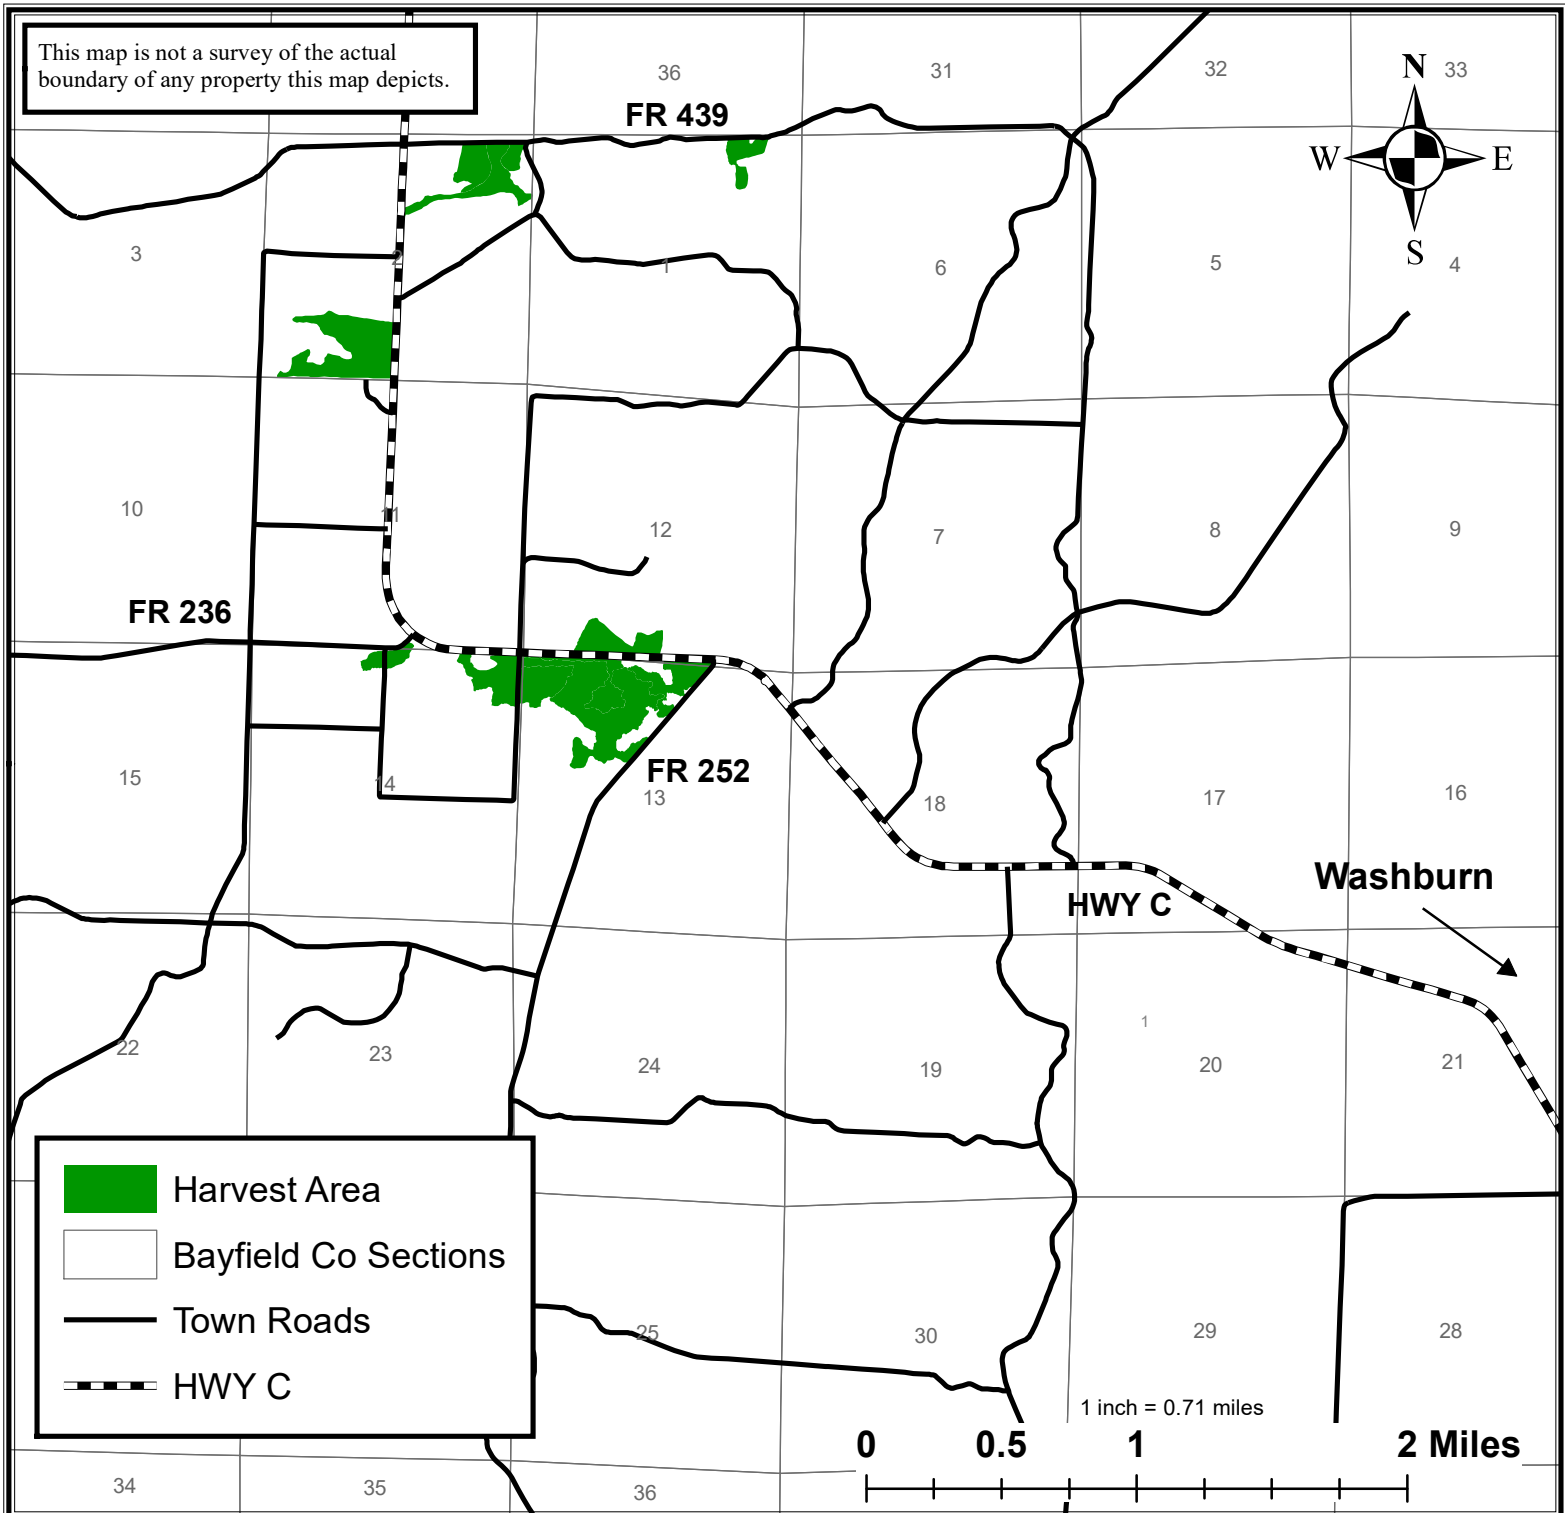 This map is not a survey of the actual
boundary of any property this map depicts.
36
31
32
33
N
W
E
S
FR 439
3
2
1
6
5
4
10
11
12
7
8
9
FR 236
15
14
FR 252
13
18
17
16
Washburn
HWY C
22
23
24
19
1
20
21
Harvest Area
Bayfield Co Sections
Town Roads
HWY C
25
30
29
28
1 inch = 0.71 miles
0 0.5 1 2 Miles
34
35
36